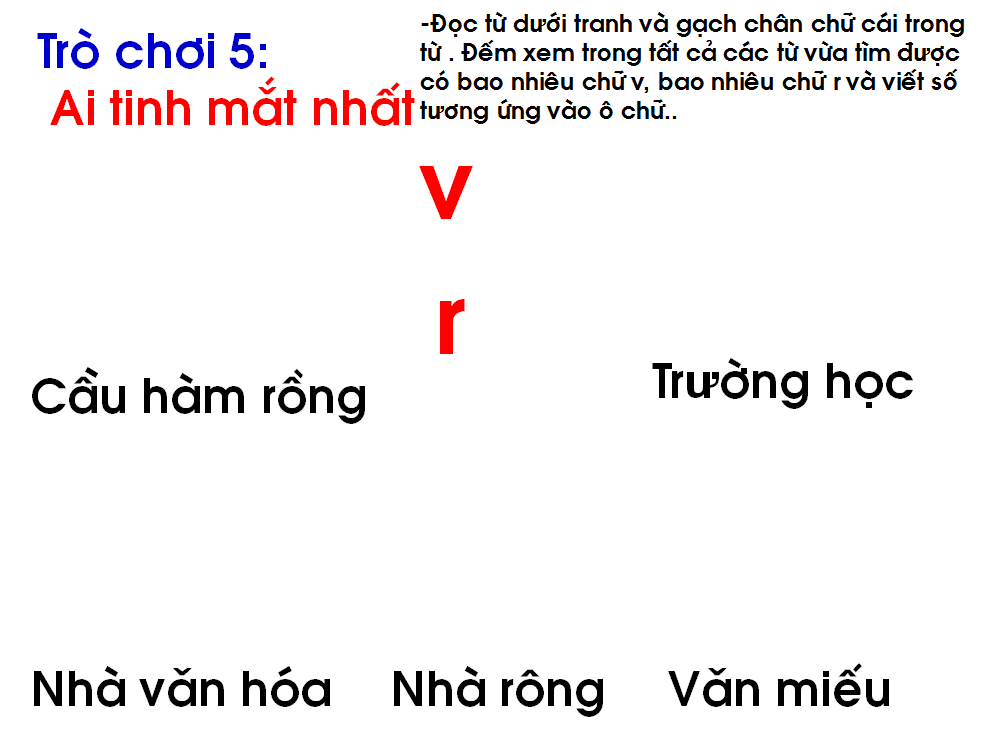 Trò chơi 5:
Ai tinh mắt nhất
-Đọc từ dưới tranh và gạch chân chữ cái trong
từ . Đếm xem trong tất cả các từ vừa tìm được
có bao nhiêu chữ v, bao nhiêu chữ r và viết số
tương ứng vào ô chữ..
v
r
Cầu hàm rồng
Trường học
Nhà văn hóa
Nhà rông
Văn miếu